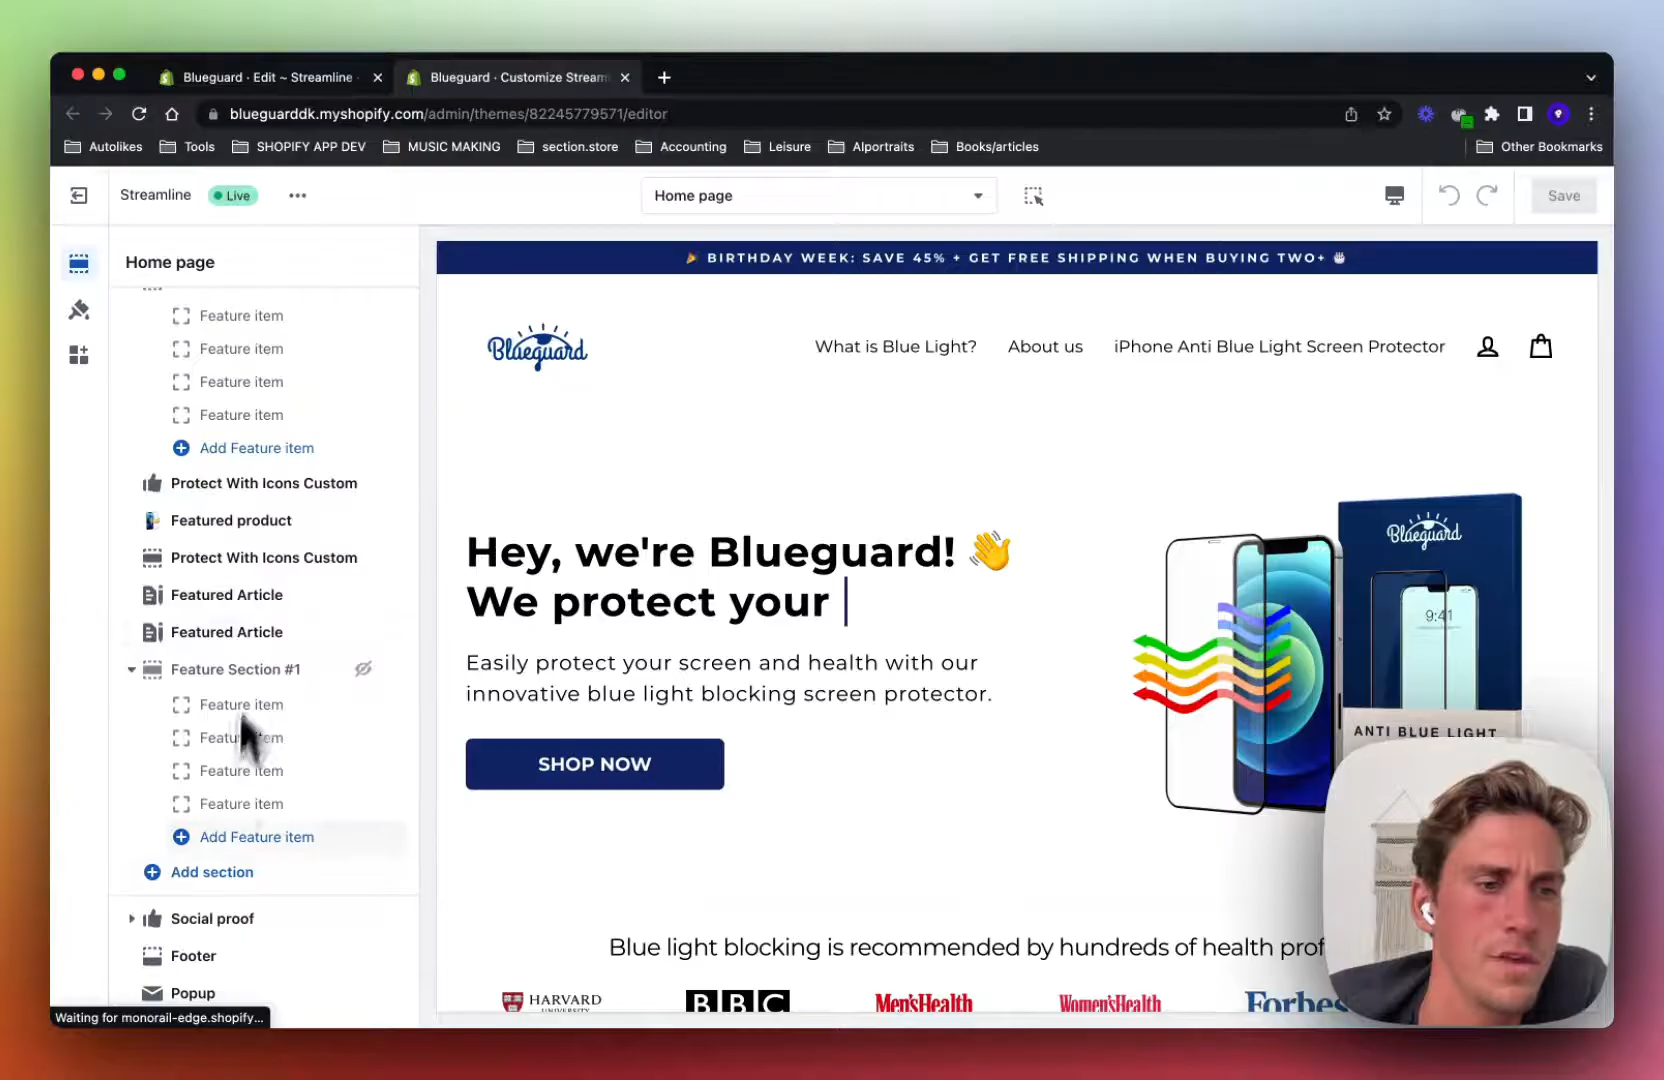 Blueguard · Edit ~ Streamline
Blueguard · Customize Stream
blueguarddk.myshopify.com/admin/themes/82245779571/editor
Autolikes
Tools
SHOPIFY APP DEV
MUSIC MAKING
section.store
Accounting
Leisure
AIportraits
Books/articles
Other Bookmarks
Streamline
Live
Home page
Save
Home page
Feature item
Feature item
Feature item
Feature item
Add Feature item
Protect With Icons Custom
Featured product
Protect With Icons Custom
Featured Article
Featured Article
Feature Section #1
Feature item
Feature item
Feature item
Feature item
Add Feature item
Add section
Social proof
Footer
Popup
Waiting for monorail-edge.shopify...
🎉 BIRTHDAY WEEK: SAVE 45% + GET FREE SHIPPING WHEN BUYING TWO+ 🎂
Blueguard
What is Blue Light?
About us
iPhone Anti Blue Light Screen Protector
Hey, we're Blueguard! 👋
We protect your
Easily protect your screen and health with our
innovative blue light blocking screen protector.
SHOP NOW
Blueguard
9:41
ANTI BLUE LIGHT
Blue light blocking is recommended by hundreds of health prof
HARVARD
UNIVERSITY
BBC
Men'sHealth
Women'sHealth
Forbes